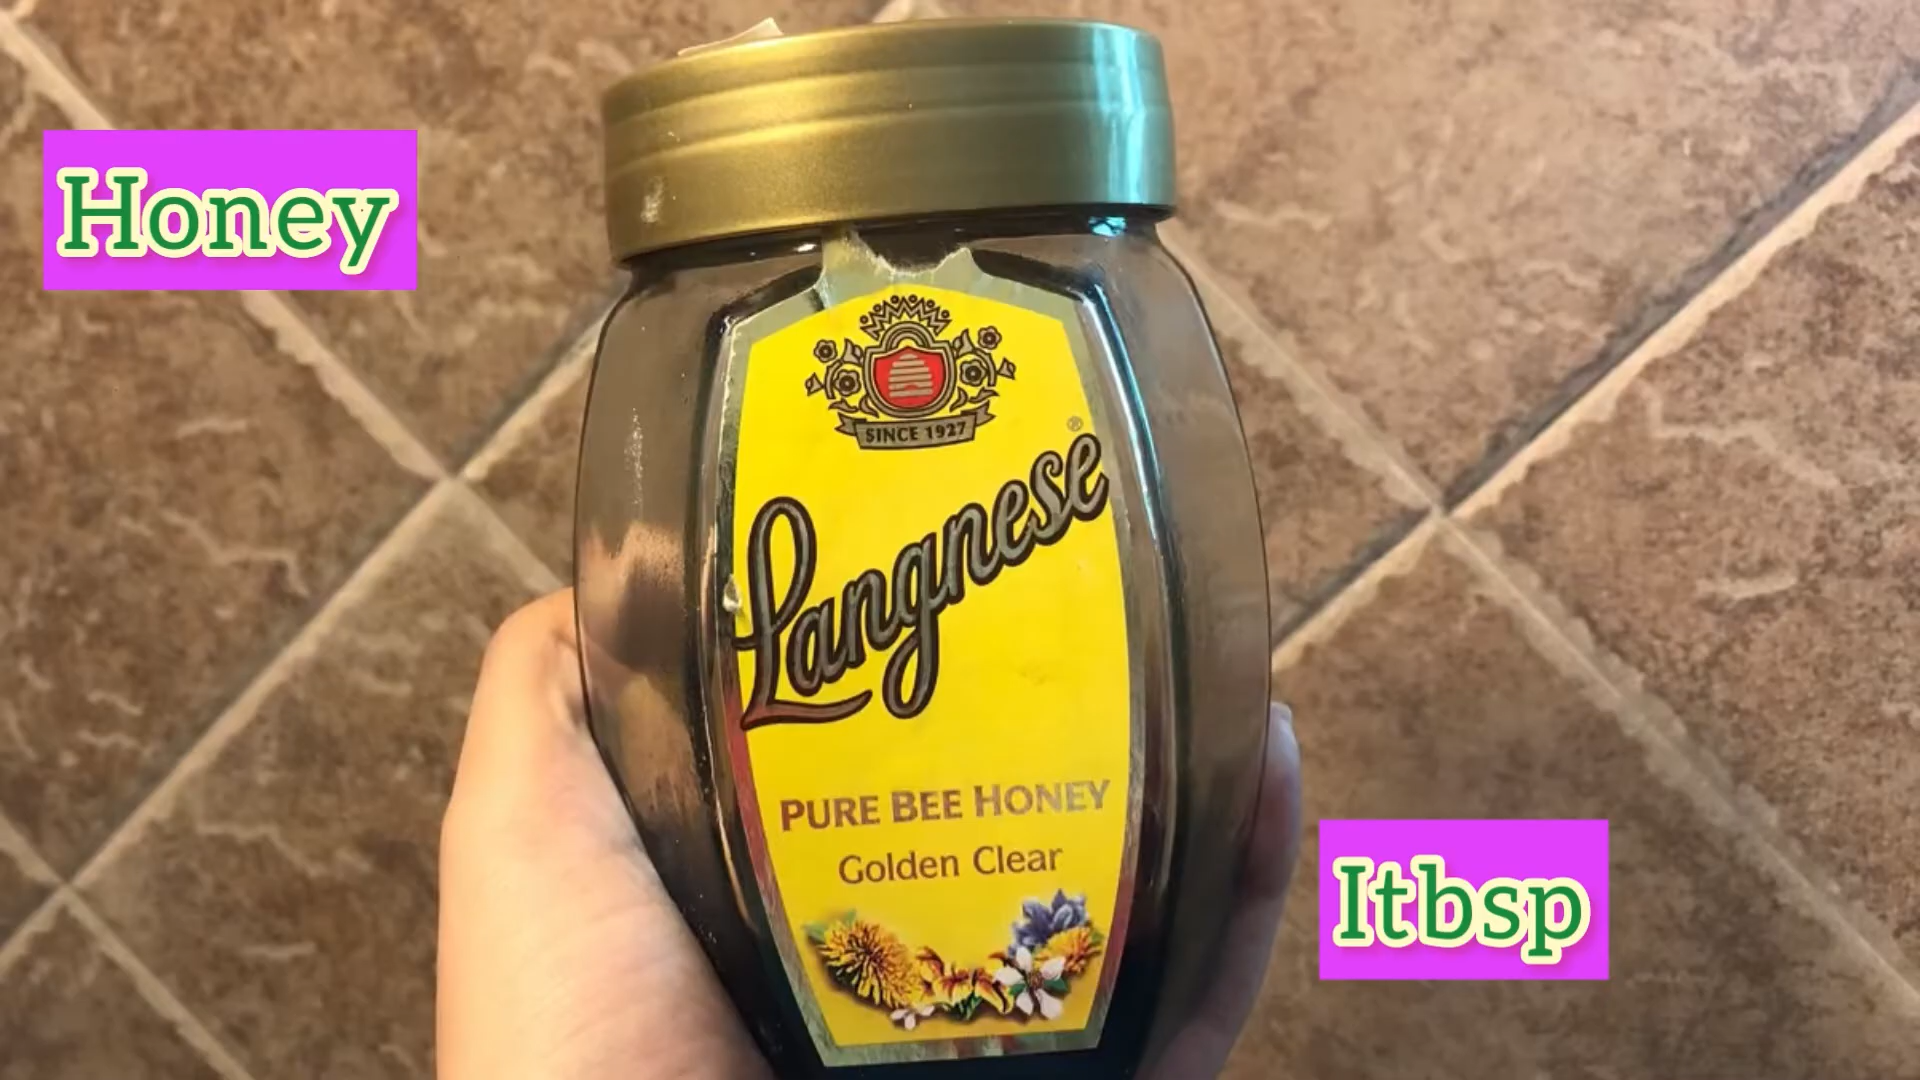 Honey
SINCE 1927
Langnese®
PURE BEE HONEY
Golden Clear
Itbsp